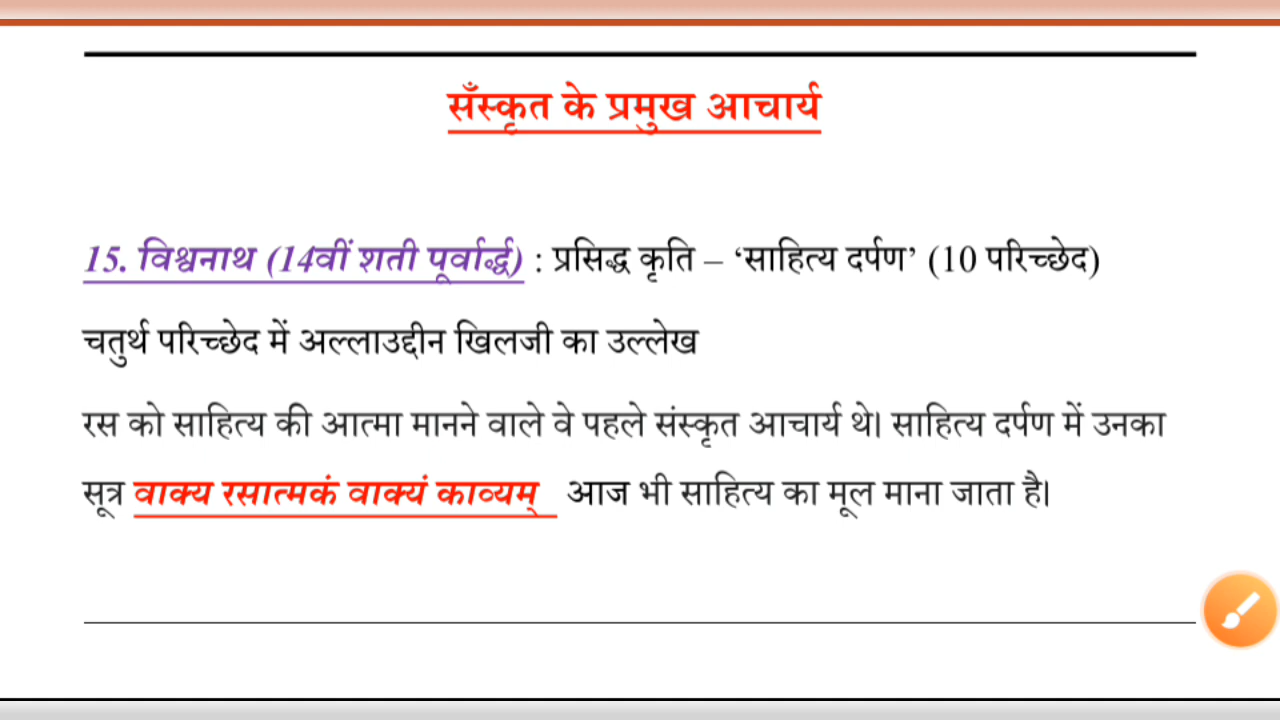 सँस्कृत के प्रमुख आचार्य
15. विश्वनाथ (14वीं शती पूर्वार्द्ध) : प्रसिद्ध कृति – ‘साहित्य दर्पण’ (10 परिच्छेद)
चतुर्थ परिच्छेद में अल्लाउद्दीन खिलजी का उल्लेख
रस को साहित्य की आत्मा मानने वाले वे पहले संस्कृत आचार्य थे। साहित्य दर्पण में उनका
सूत्र वाक्य रसात्मकं वाक्यं काव्यम् आज भी साहित्य का मूल माना जाता है।